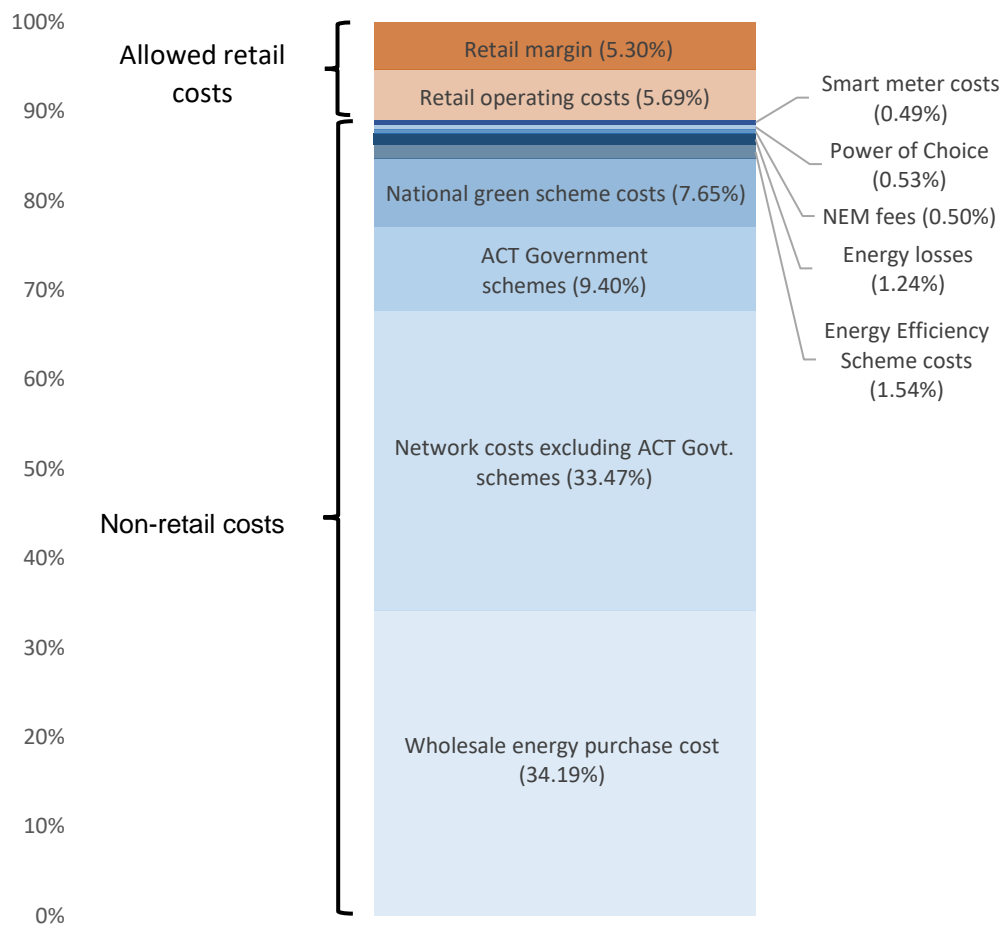 100%
90%
80%
70%
60%
50%
40%
30%
20%
10%
0%
Allowed retail
costs
Non-retail costs
Retail margin (5.30%)
Retail operating costs (5.69%)
National green scheme costs (7.65%)
ACT Government
schemes (9.40%)
Network costs excluding ACT Govt.
schemes (33.47%)
Wholesale energy purchase cost
(34.19%)
Smart meter costs
(0.49%)
Power of Choice
(0.53%)
NEM fees (0.50%)
Energy losses
(1.24%)
Energy Efficiency
Scheme costs
(1.54%)